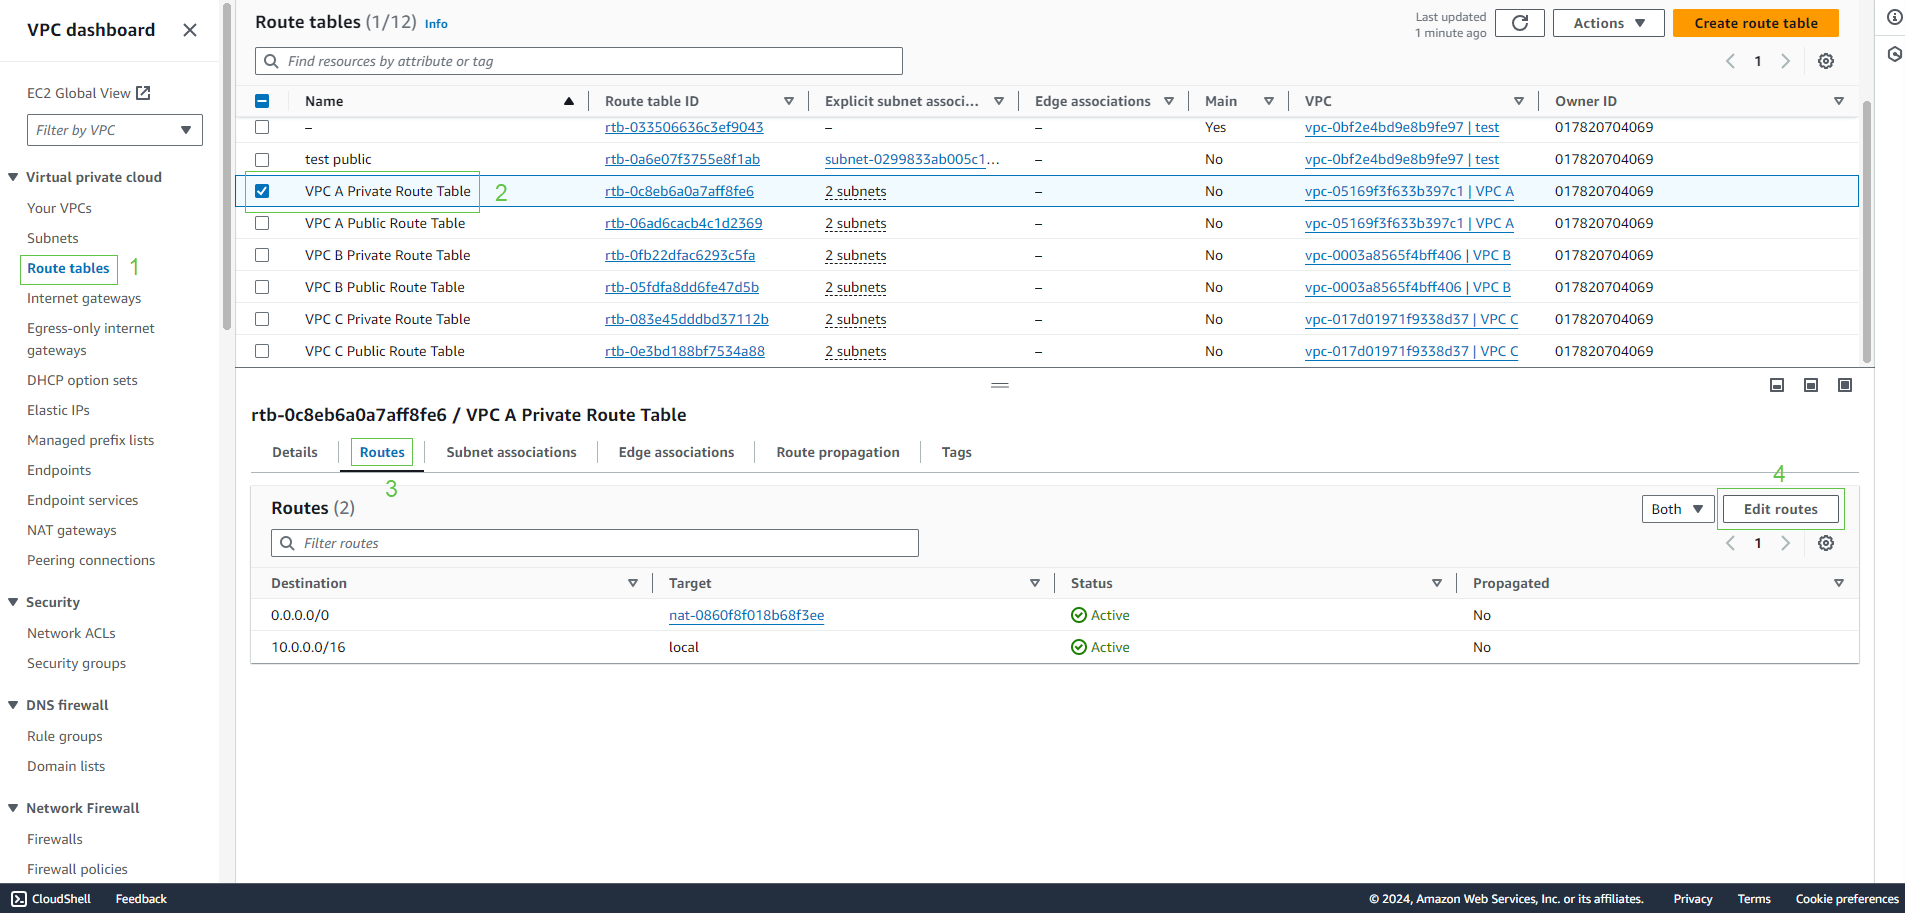 VPC dashboard
EC2 Global View
Filter by VPC
Virtual private cloud
Your VPCs
Subnets
Route tables 1
Internet gateways
Egress-only internet
gateways
DHCP option sets
Elastic IPs
Managed prefix lists
Endpoints
Endpoint services
NAT gateways
Peering connections
Security
Network ACLs
Security groups
DNS firewall
Rule groups
Domain lists
Network Firewall
Firewalls
Firewall policies
Route tables (1/12) Info
Last updated
1 minute ago
Actions
Create route table
Find resources by attribute or tag
1
Name Route table ID Explicit subnet associ... Edge associations Main VPC Owner ID
– rtb-033506636c3ef9043 – – Yes vpc-0bf2e4bd9e8b9fe97 | test 017820704069
test public rtb-0a6e07f3755e8f1ab subnet-0299833ab005c1... – No vpc-0bf2e4bd9e8b9fe97 | test 017820704069
VPC A Private Route Table 2 rtb-0c8eb6a0a7aff8fe6 2 subnets – No vpc-05169f3f633b397c1 | VPC A 017820704069
VPC A Public Route Table rtb-06ad6cacb4c1d2369 2 subnets – No vpc-05169f3f633b397c1 | VPC A 017820704069
VPC B Private Route Table rtb-0fb22dfac6293c5fa 2 subnets – No vpc-0003a8565f4bff406 | VPC B 017820704069
VPC B Public Route Table rtb-05fdfa8dd6fe47d5b 2 subnets – No vpc-0003a8565f4bff406 | VPC B 017820704069
VPC C Private Route Table rtb-083e45dddbd37112b 2 subnets – No vpc-017d01971f9338d37 | VPC C 017820704069
VPC C Public Route Table rtb-0e3bd188bf7534a88 2 subnets – No vpc-017d01971f9338d37 | VPC C 017820704069
rtb-0c8eb6a0a7aff8fe6 / VPC A Private Route Table
Details Routes Subnet associations Edge associations Route propagation Tags
3
4
Routes (2)
Both
Edit routes
Filter routes
1
Destination Target Status Propagated
0.0.0.0/0 nat-0860f8f018b68f3ee Active No
10.0.0.0/16 local Active No
CloudShell Feedback © 2024, Amazon Web Services, Inc. or its affiliates. Privacy Terms Cookie preferences